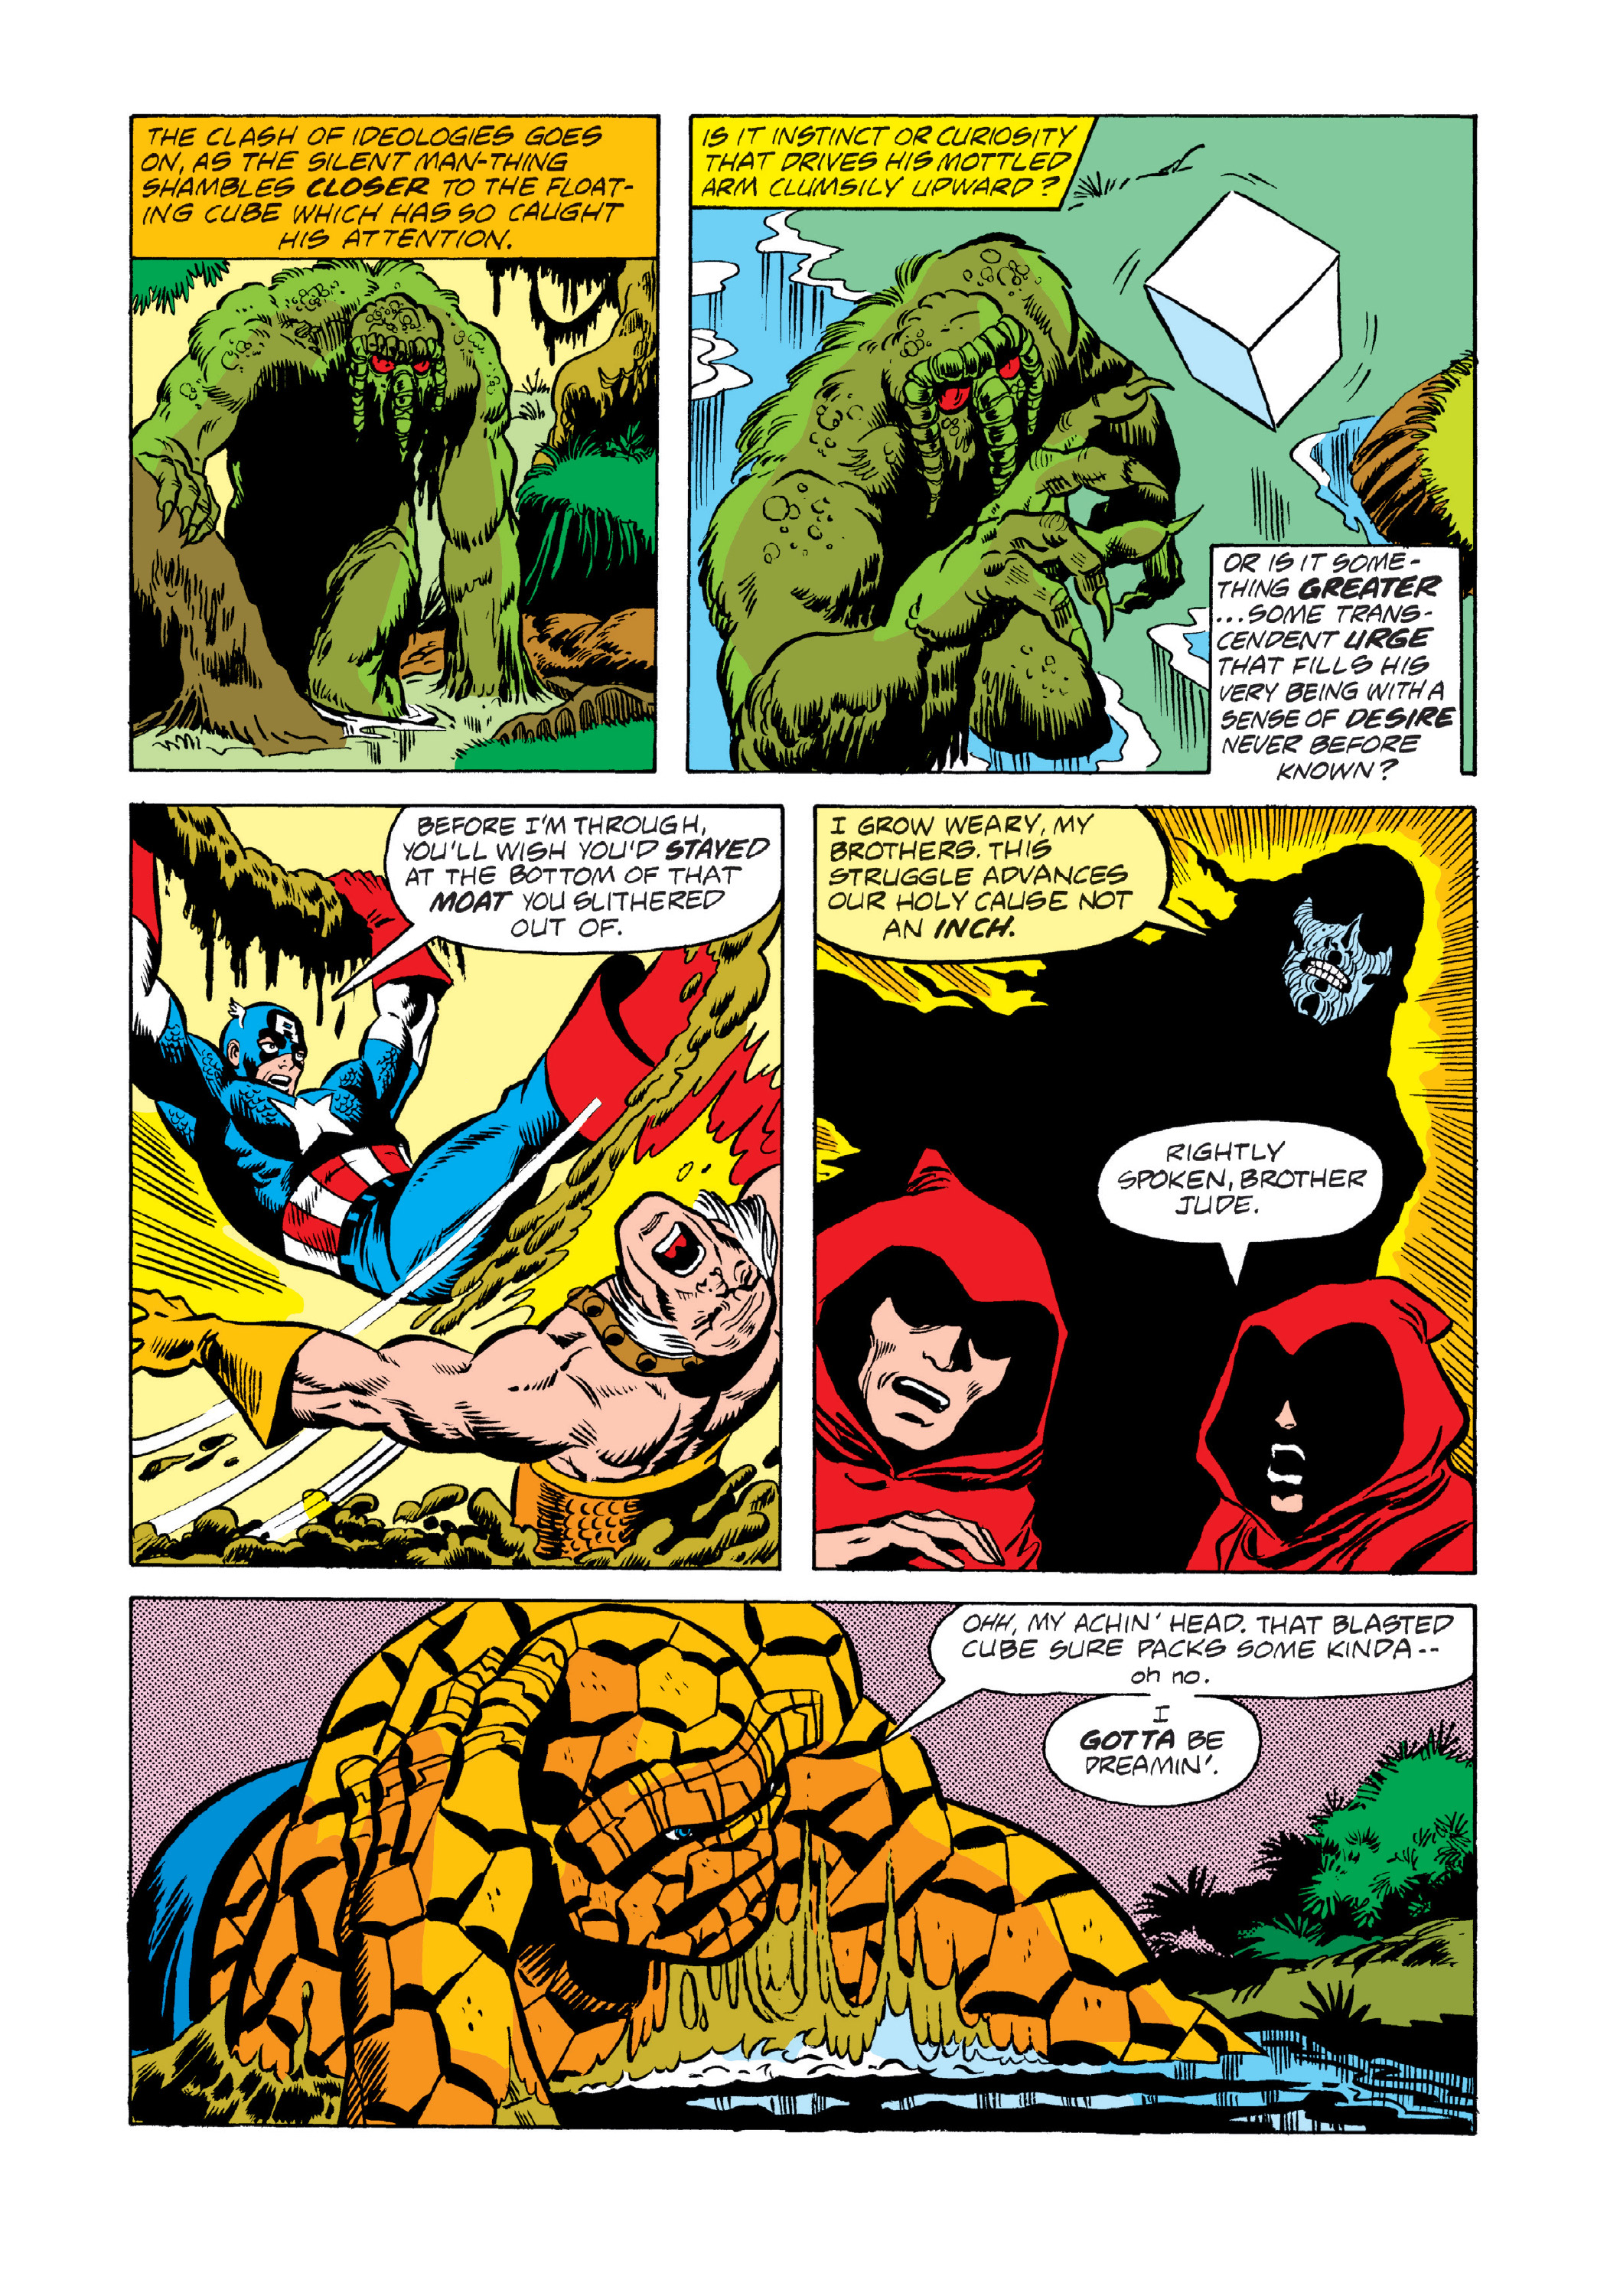 THE CLASH OF IDEOLOGIES GOES
ON, AS THE SILENT MAN-THING
SHAMBLES CLOSER TO THE FLOAT-
ING CUBE WHICH HAS SO CAUGHT
HIS ATTENTION.
IS IT INSTINCT OR CURIOSITY
THAT DRIVES HIS MOTTLED
ARM CLUMSILY UPWARD?
OR IS IT SOME-
THING GREATER
...SOME TRANS-
CENDENT URGE
THAT FILLS HIS
VERY BEING WITH A
SENSE OF DESIRE
NEVER BEFORE
KNOWN?
BEFORE I'M THROUGH,
YOU'LL WISH YOU'D STAYED
AT THE BOTTOM OF THAT
MOAT YOU SLITHERED
OUT OF.
I GROW WEARY, MY
BROTHERS. THIS
STRUGGLE ADVANCES
OUR HOLY CAUSE NOT
AN INCH.
RIGHTLY
SPOKEN, BROTHER
JUDE.
OHH, MY ACHIN' HEAD. THAT BLASTED
CUBE SURE PACKS SOME KINDA--
oh no.
I
GOTTA BE
DREAMIN'.